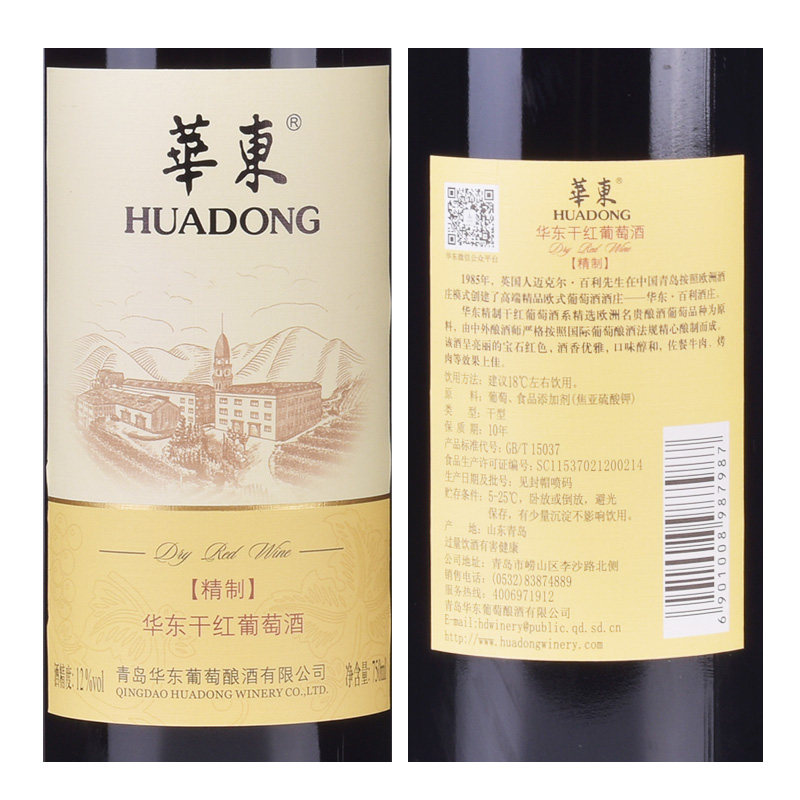 華東®
HUADONG
Dry Red Wine
【精制】
华东干红葡萄酒
酒精度:12%vol
青岛华东葡萄酿酒有限公司
QINGDAO HUADONG WINERY CO.,LTD.
净含量:750ml
華東®
HUADONG
华东干红葡萄酒
Dry Red Wine
【精制】
华东微信公众平台
1985年，英国人迈克尔·百利先生在中国青岛按照欧洲酒
庄模式创建了高端精品欧式葡萄酒酒庄——华东·百利酒庄。
华东精制干红葡萄酒系精选欧洲名贵酿酒葡萄品种为原
料，由中外酿酒师严格按照国际葡萄酿酒法规精心酿制而成。
该酒呈亮丽的宝石红色，酒香优雅，口味醇和，佐餐牛肉、烤
肉等效果上佳。
饮用方法：建议18℃左右饮用。
原　料：葡萄、食品添加剂(焦亚硫酸钾)
类　型：干型
保 质 期：10年
产品标准代号：GB/T 15037
食品生产许可证编号：SC11537021200214
生产日期及批号：见封帽喷码
贮存条件：5-25℃，卧放或倒放，避光
保存，有少量沉淀不影响饮用。
产　地：山东青岛
过量饮酒有害健康
公司地址：青岛市崂山区李沙路北侧
销售电话：(0532)83874889
服务热线：4006971912
青岛华东葡萄酿酒有限公司
E-mail:hdwinery@public.qd.sd.cn
http://www.huadongwinery.com
6 901008 987987